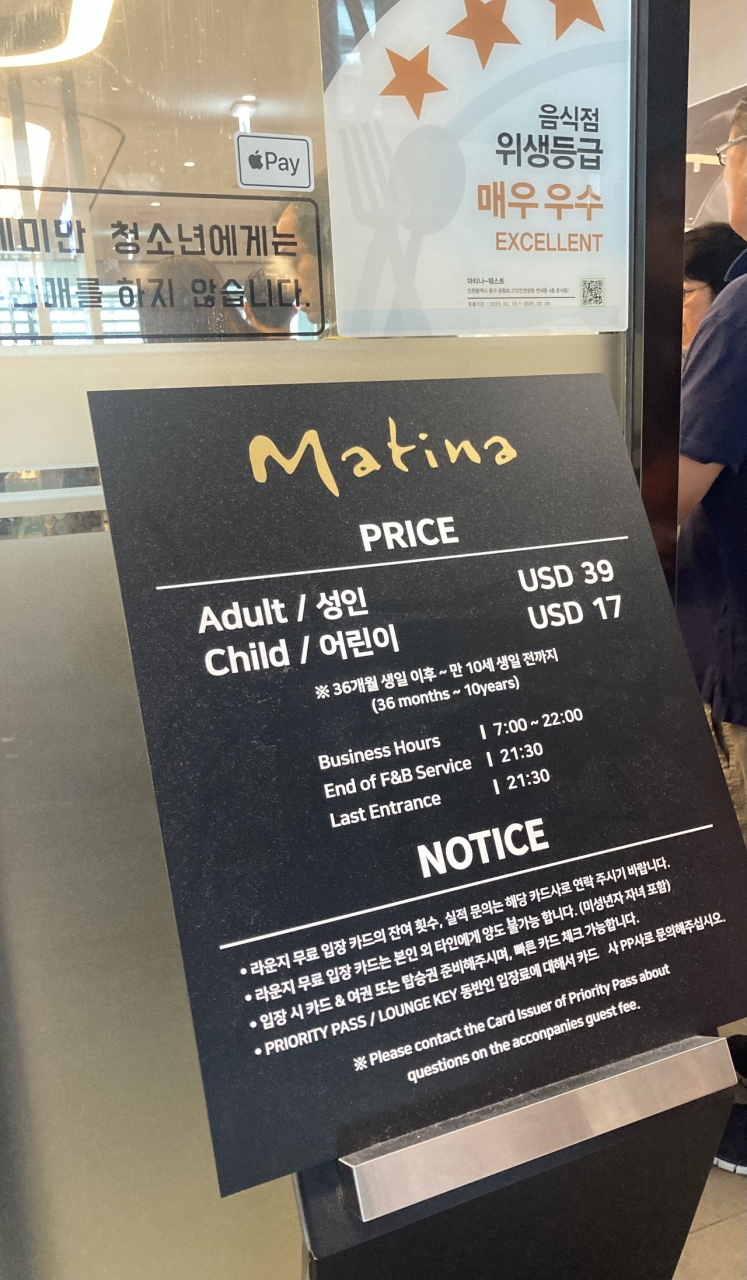 Pay
미만 청소년에게는
판매를 하지 않습니다.
음식점
위생등급
매우 우수
EXCELLENT
마티나-웨스트
Matina
PRICE
Adult / 성인 USD 39
Child / 어린이 USD 17
※ 36개월 생일 이후 ~ 만 10세 생일 전까지
(36 months ~ 10years)
Business Hours | 7:00 ~ 22:00
End of F&B Service | 21:30
Last Entrance | 21:30
NOTICE
• 라운지 무료 입장 카드의 잔여 횟수, 실적 문의는 해당 카드사로 연락 주시기 바랍니다.
• 라운지 무료 입장 카드는 본인 외 타인에게 양도 불가능 합니다. (미성년자 자녀 포함)
• 입장 시 카드 & 여권 또는 탑승권 준비해주시며, 빠른 카드 체크 가능합니다.
• PRIORITY PASS / LOUNGE KEY 동반인 입장료에 대해서 카드 사 PP사로 문의해주십시오.
※ Please contact the Card Issuer of Priority Pass about
questions on the acconpanies guest fee.